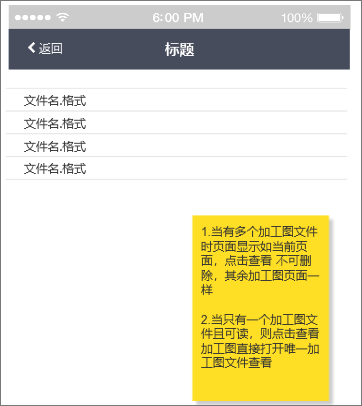 6:00 PM 100%
返回 标题
文件名.格式
文件名.格式
文件名.格式
文件名.格式
1.当有多个加工图文件
时页面显示如当前页
面，点击查看 不可删
除，其余加工图页面一
样
2.当只有一个加工图文
件且可读，则点击查看
加工图直接打开唯一加
工图文件查看